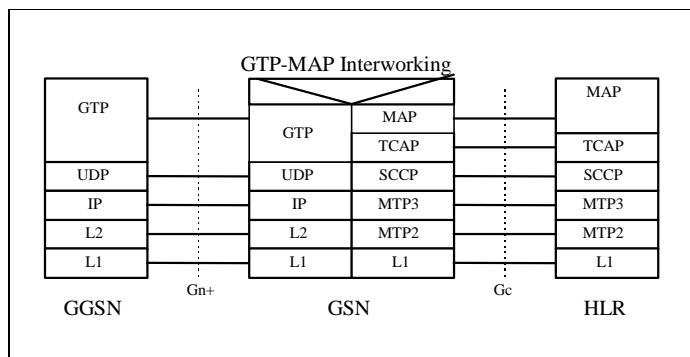 GTP-MAP Interworking
GTP
GTP
MAP
MAP
TCAP
TCAP
UDP
UDP
SCCP
SCCP
IP
IP
MTP3
MTP3
L2
L2
MTP2
MTP2
L1
L1
L1
L1
Gn+
Gc
GGSN
GSN
HLR